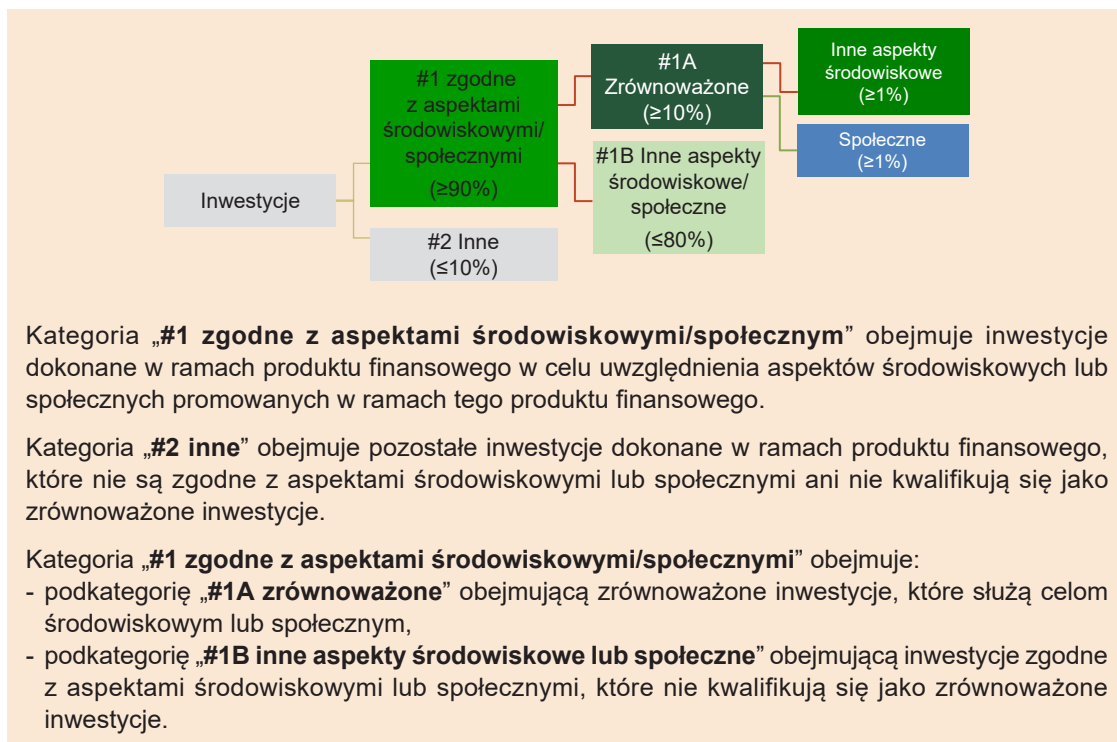 #1 zgodne
z aspektami
środowiskowymi/
społecznymi
(≥90%)
#1A
Zrównoważone
(≥10%)
Inne aspekty
środowiskowe
(≥1%)
Społeczne
(≥1%)
#1B Inne aspekty
środowiskowe/
społeczne
(≤80%)
Inwestycje
#2 Inne
(≤10%)
Kategoria „#1 zgodne z aspektami środowiskowymi/społecznym” obejmuje inwestycje
dokonane w ramach produktu finansowego w celu uwzględnienia aspektów środowiskowych lub
społecznych promowanych w ramach tego produktu finansowego.
Kategoria „#2 inne” obejmuje pozostałe inwestycje dokonane w ramach produktu finansowego,
które nie są zgodne z aspektami środowiskowymi lub społecznymi ani nie kwalifikują się jako
zrównoważone inwestycje.
Kategoria „#1 zgodne z aspektami środowiskowymi/społecznymi” obejmuje:
- podkategorię „#1A zrównoważone” obejmującą zrównoważone inwestycje, które służą celom
środowiskowym lub społecznym,
- podkategorię „#1B inne aspekty środowiskowe lub społeczne” obejmującą inwestycje zgodne
z aspektami środowiskowymi lub społecznymi, które nie kwalifikują się jako zrównoważone
inwestycje.